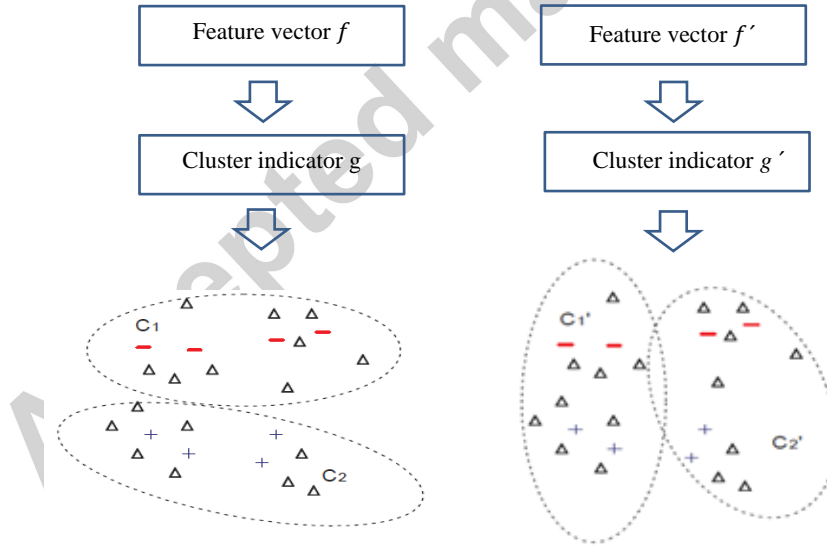 Feature vector f
Feature vector f´
Cluster indicator g
Cluster indicator g´
C1
C2
C1'
C2'